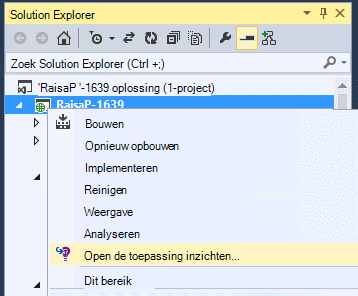 Solution Explorer
Zoek Solution Explorer (Ctrl +;)
'RaisaP '-1639 oplossing (1-project)
RaisaP-1639
Bouwen
Opnieuw opbouwen
Implementeren
Reinigen
Weergave
Analyseren
Open de toepassing inzichten...
Dit bereik